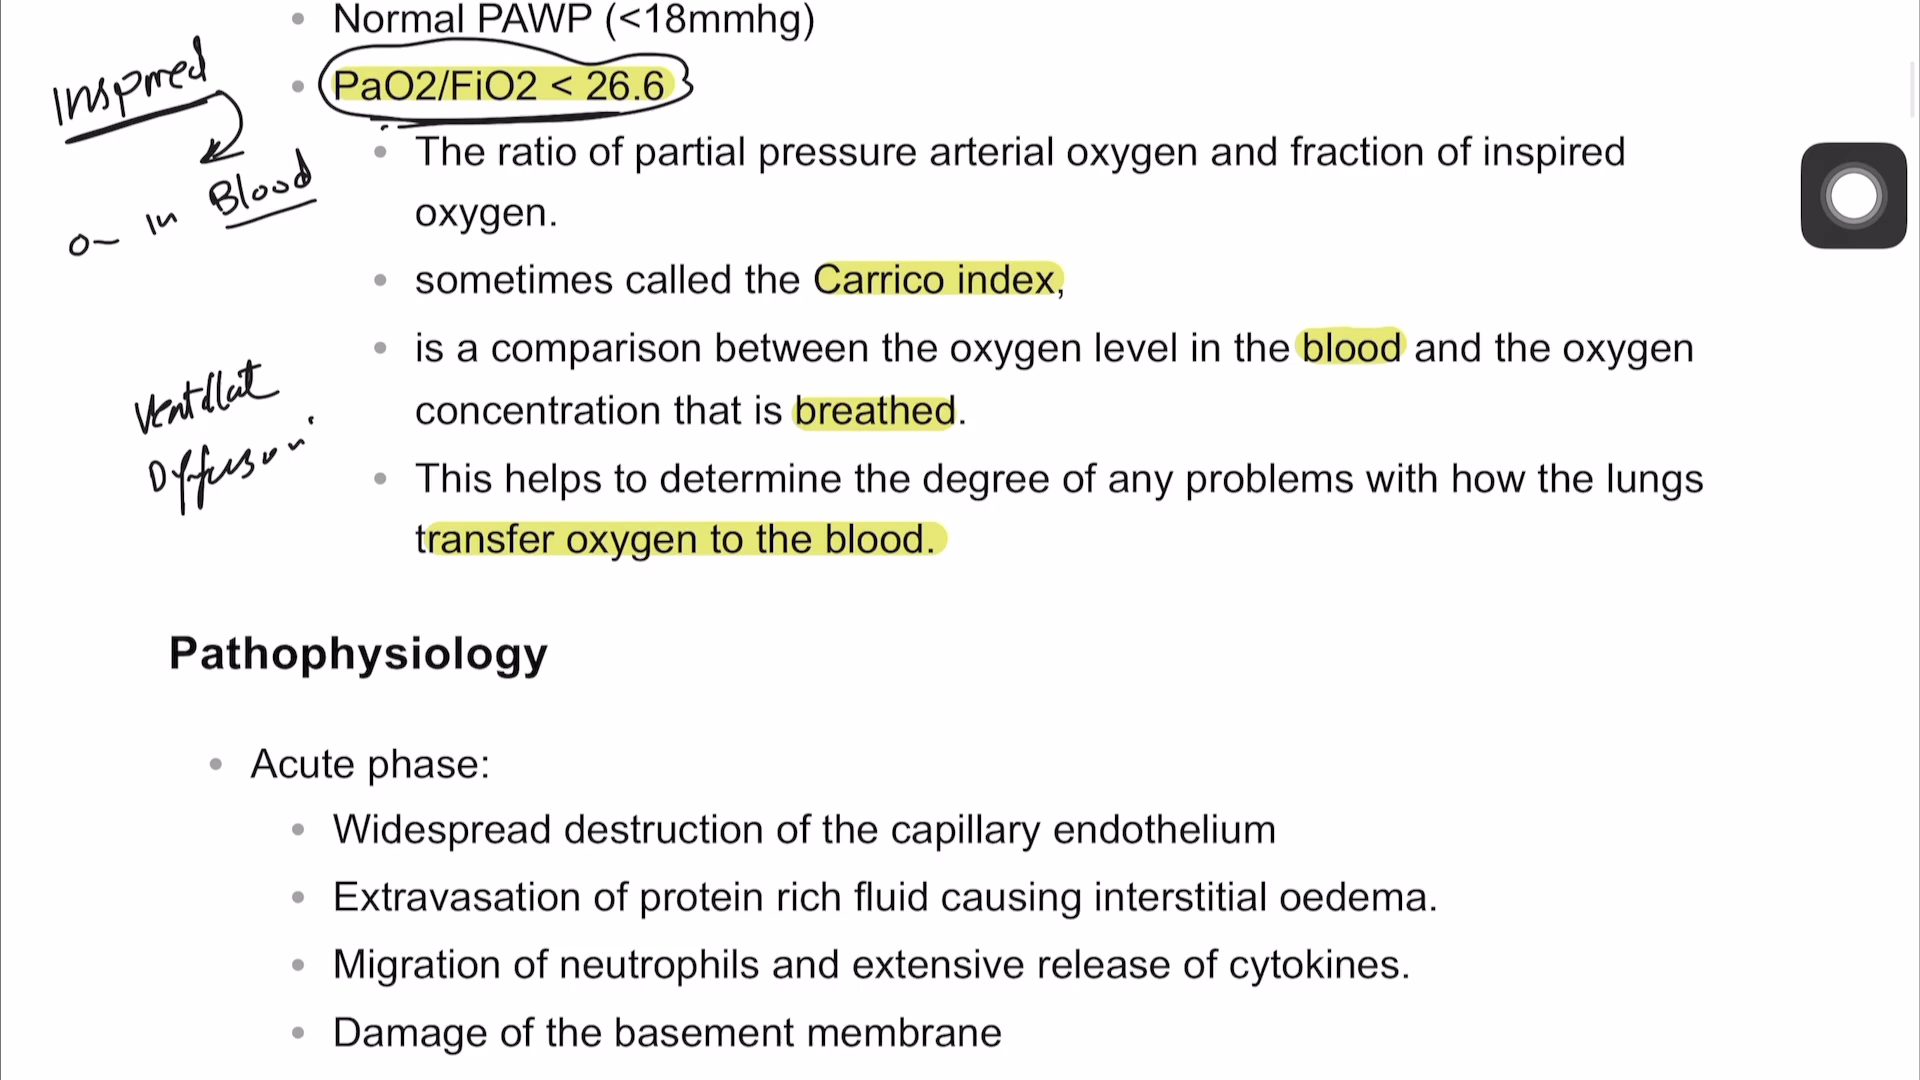 Normal PAWP (<18mmhg)
PaO2/FiO2 < 26.6
Inspired
Blood
in
The ratio of partial pressure arterial oxygen and fraction of inspired
oxygen.
sometimes called the Carrico index,
is a comparison between the oxygen level in the blood and the oxygen
concentration that is breathed.
This helps to determine the degree of any problems with how the lungs
transfer oxygen to the blood.
Ventilat
Diffusion
Pathophysiology
Acute phase:
Widespread destruction of the capillary endothelium
Extravasation of protein rich fluid causing interstitial oedema.
Migration of neutrophils and extensive release of cytokines.
Damage of the basement membrane